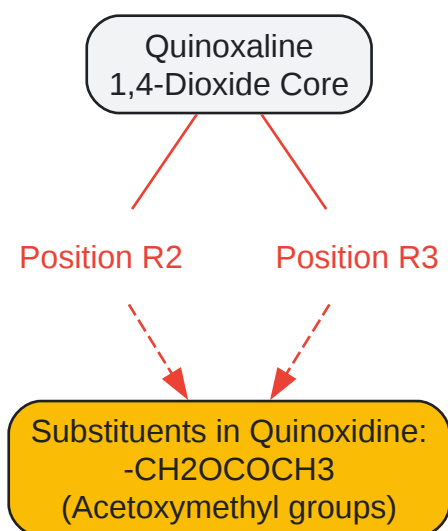 Quinoxaline
1,4-Dioxide Core
Position R2
Position R3
Substituents in Quinoxidine:
-CH2OCOCH3
(Acetoxymethyl groups)